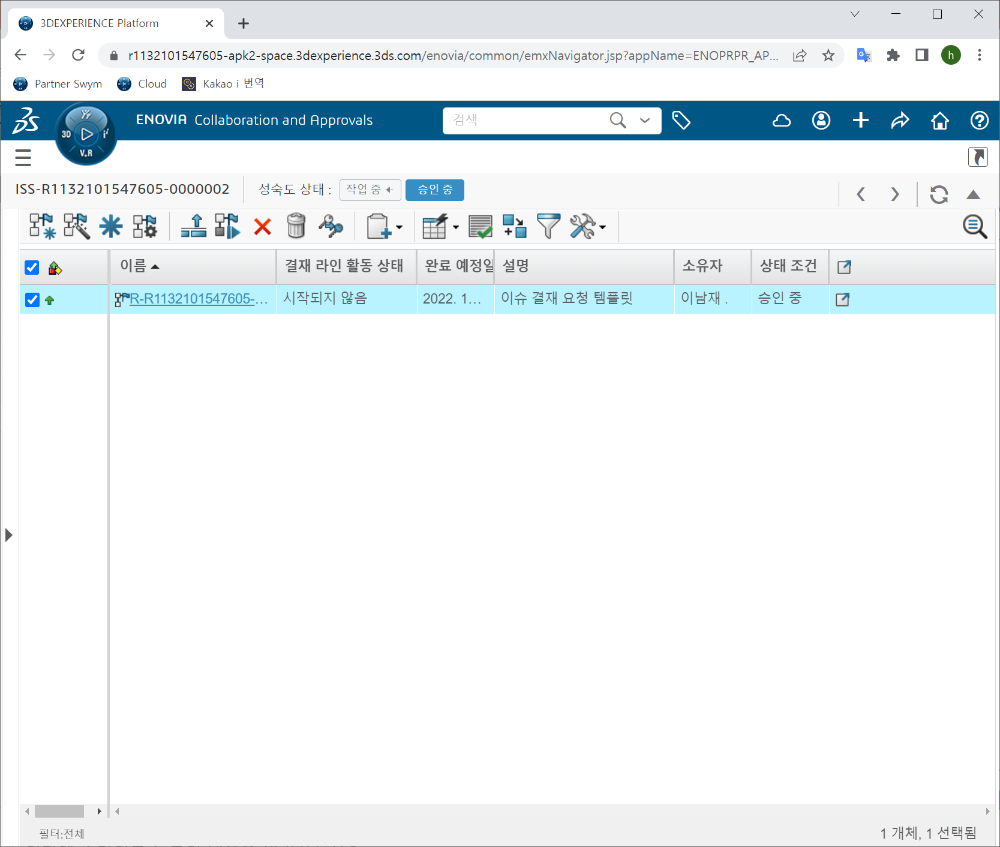 3DEXPERIENCE Platform
r1132101547605-apk2-space.3dexperience.3ds.com/enovia/common/emxNavigator.jsp?appName=ENOPRPR_AP...
h
Partner Swym
Cloud
Kakao i 번역
3D
V.R
ENOVIA Collaboration and Approvals
검색
ISS-R1132101547605-0000002
성숙도 상태 :
작업 중
승인 중
이름
결재 라인 활동 상태
완료 예정일
설명
소유자
상태 조건
R-R1132101547605-...
시작되지 않음
2022. 1...
이슈 결재 요청 템플릿
이남재 .
승인 중
필터:전체
1 개체, 1 선택됨